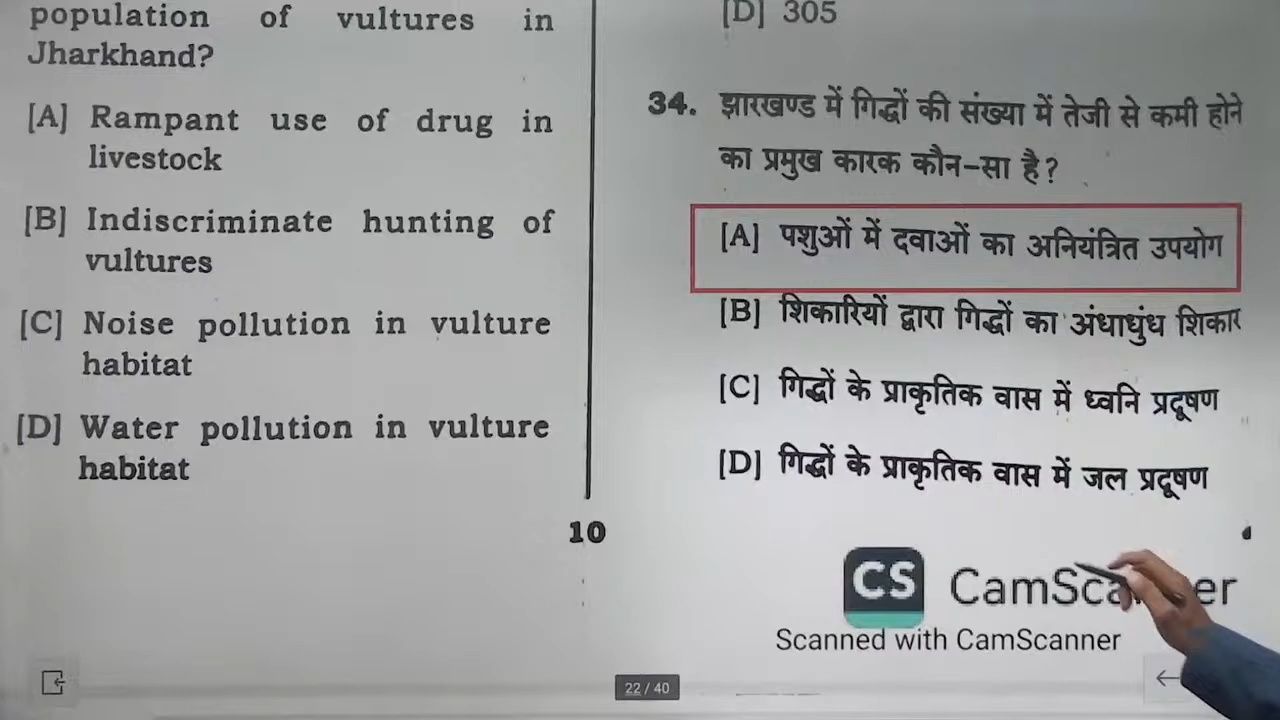 population of vultures in
Jharkhand?
[A] Rampant use of drug in
livestock
[B] Indiscriminate hunting of
vultures
[C] Noise pollution in vulture
habitat
[D] Water pollution in vulture
habitat
[D] 305
34. झारखण्ड में गिद्धों की संख्या में तेजी से कमी होने
का प्रमुख कारक कौन-सा है?
[A] पशुओं में दवाओं का अनियंत्रित उपयोग
[B] शिकारियों द्वारा गिद्धों का अंधाधुंध शिकार
[C] गिद्धों के प्राकृतिक वास में ध्वनि प्रदूषण
[D] गिद्धों के प्राकृतिक वास में जल प्रदूषण
10
CS CamScanner
Scanned with CamScanner
22 / 40